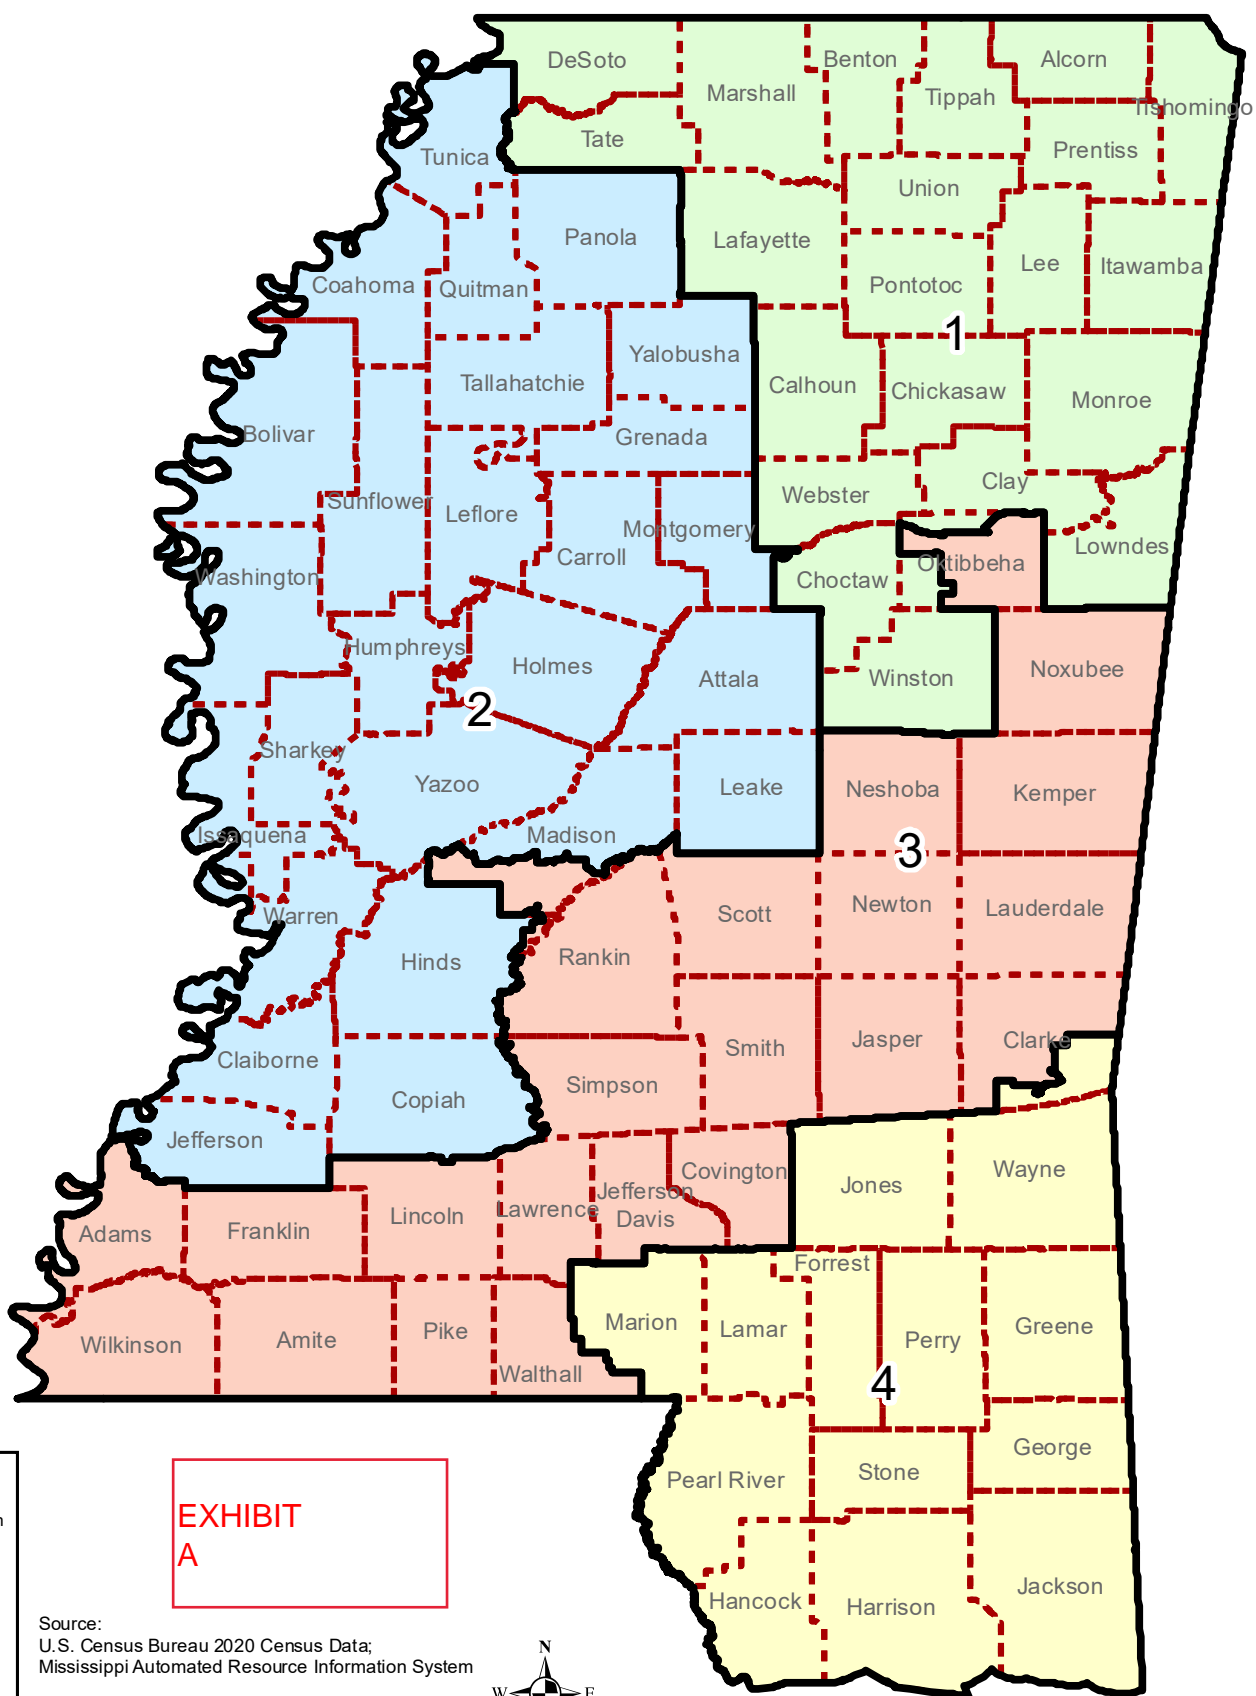 DeSoto
Benton
Alcorn
Marshall
Tippah
Tishomingo
Tate
Prentiss
Tunica
Union
Panola
Lafayette
Lee
Itawamba
Coahoma
Quitman
Pontotoc
1
Yalobusha
Tallahatchie
Calhoun
Chickasaw
Monroe
Bolivar
Grenada
Sunflower
Leflore
Webster
Clay
Montgomery
Carroll
Lowndes
Oktibbeha
Washington
Choctaw
Humphreys
Holmes
Attala
Winston
Noxubee
2
Sharkey
Yazoo
Leake
Neshoba
Kemper
Issaquena
Madison
3
Warren
Scott
Newton
Lauderdale
Hinds
Rankin
Claiborne
Smith
Jasper
Clarke
Copiah
Simpson
Jefferson
Covington
Jones
Wayne
Adams
Franklin
Lincoln
Lawrence
Jefferson
Davis
Forrest
Wilkinson
Amite
Pike
Walthall
Marion
Lamar
Perry
Greene
4
George
Pearl River
Stone
Hancock
Harrison
Jackson
EXHIBIT
A
Source:
U.S. Census Bureau 2020 Census Data;
Mississippi Automated Resource Information System
N
W E